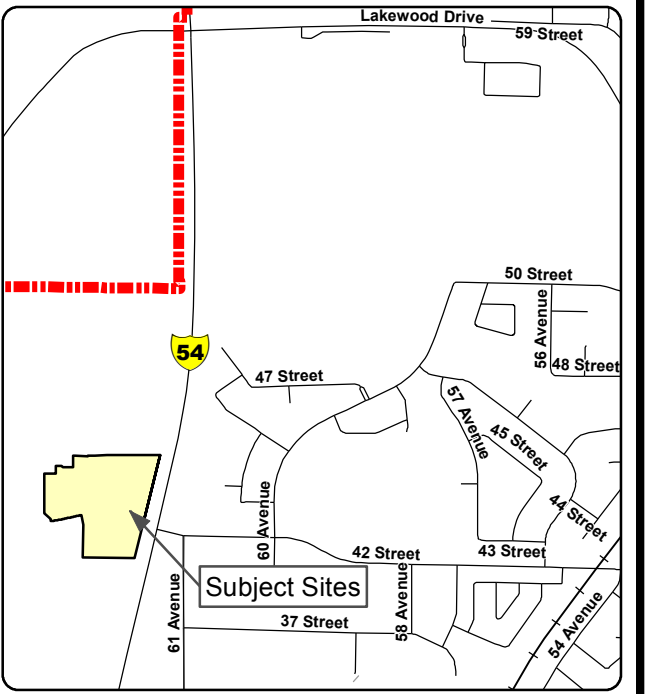 Lakewood Drive
59 Street
50 Street
56 Avenue
54
48 Street
47 Street
57 Avenue
45 Street
44 Street
60 Avenue
42 Street
43 Street
Subject Sites
61 Avenue
58 Avenue
54 Avenue
37 Street